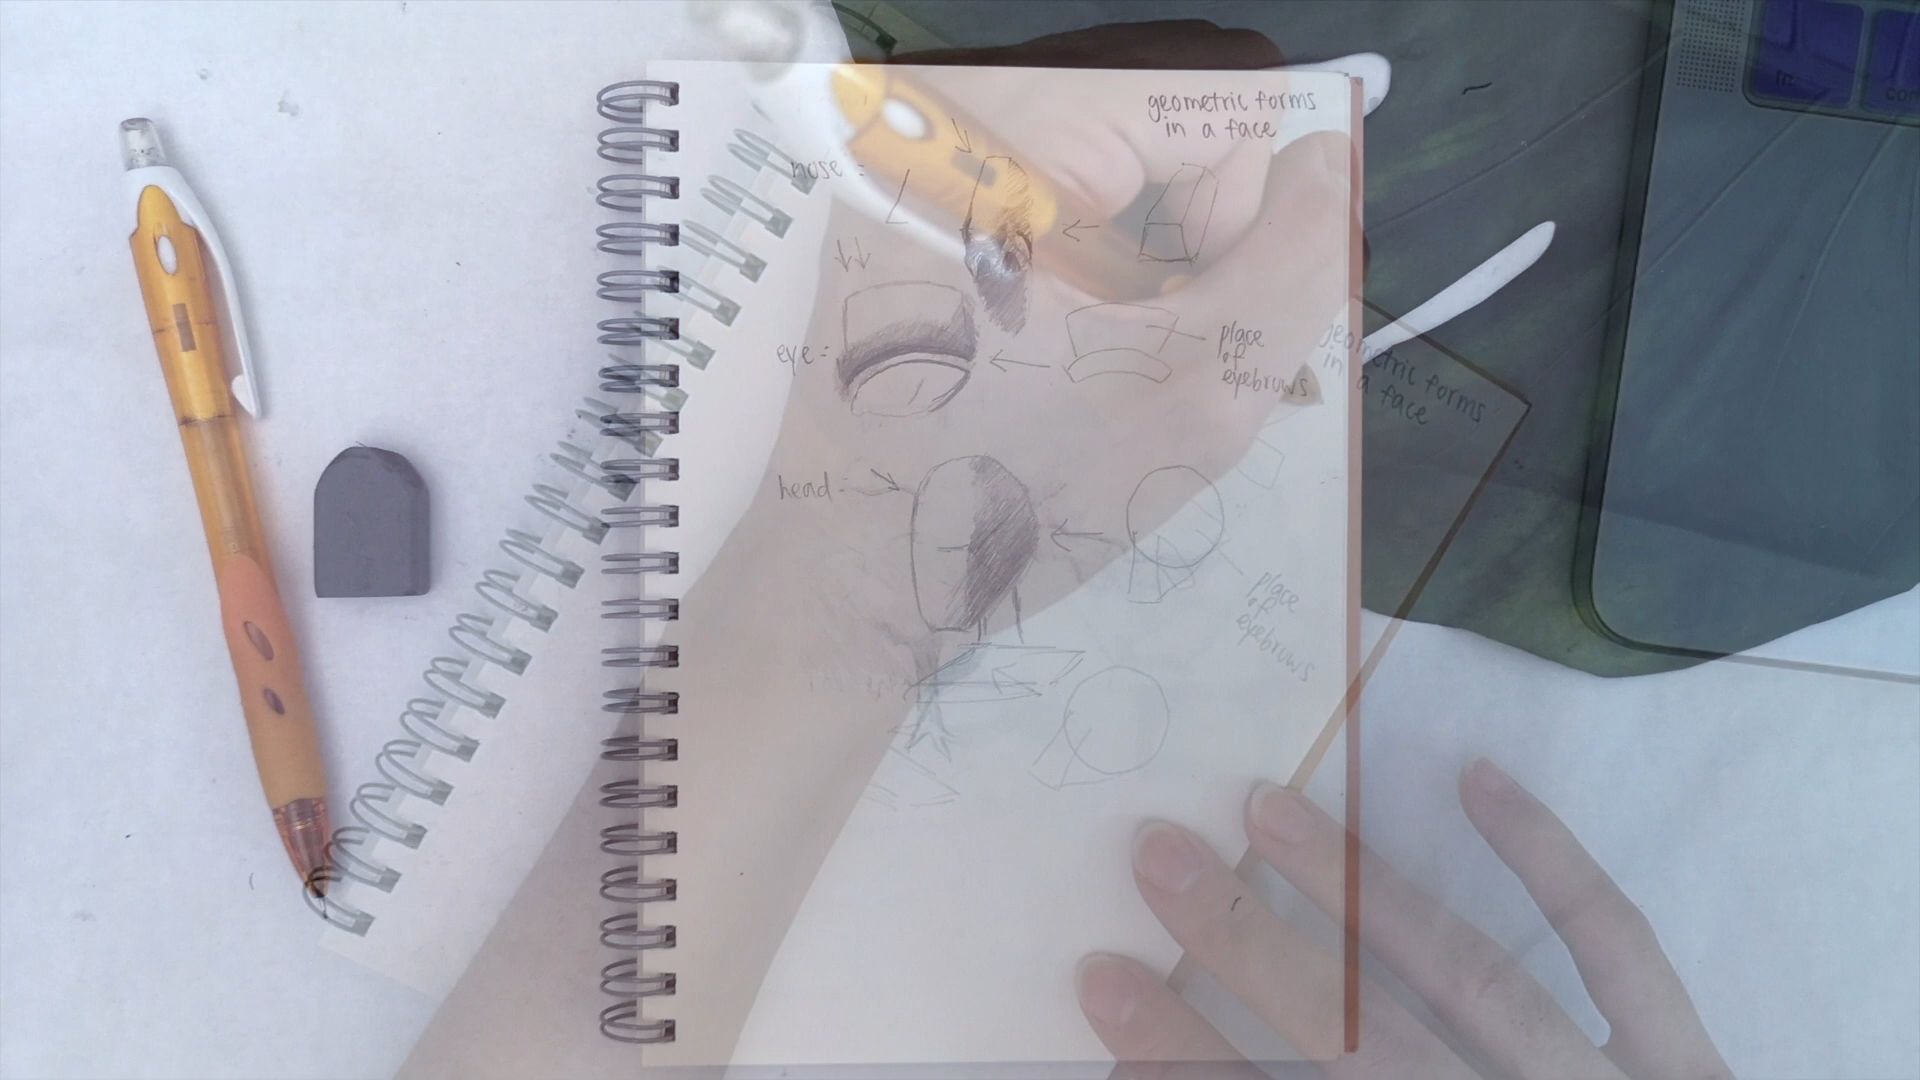 geometric forms
in a face
nose :
eye :
place
of
eyebrows
geometric forms
in a face
head :
place
of
eyebrows